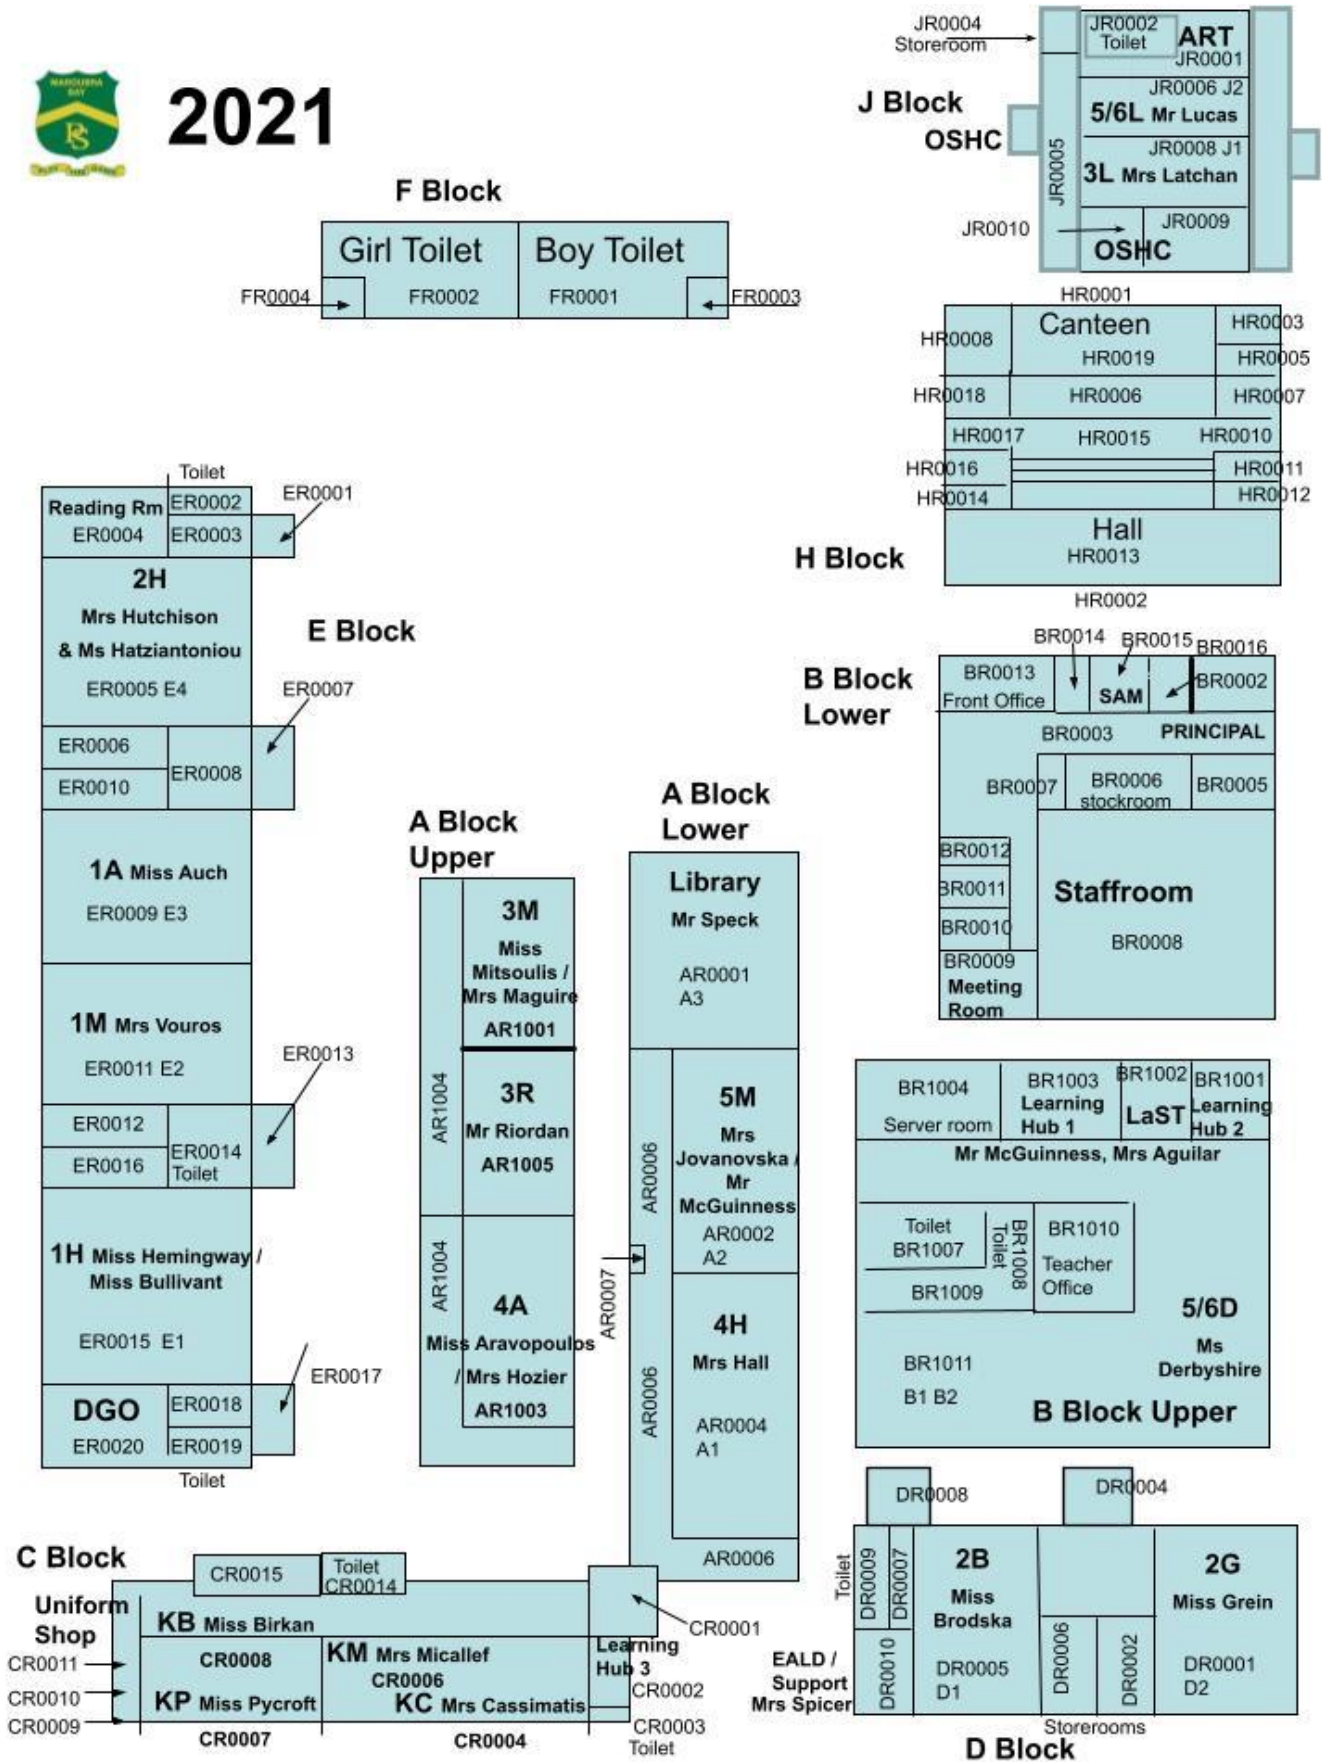 MAROUBRA
BAY
PS
2021
JR0004
Storeroom
JR0002
Toilet
ART
JR0001
J Block
OSHC
JR0005
JR0006 J2
5/6L Mr Lucas
JR0008 J1
3L Mrs Latchan
JR0010
JR0009
OSHC
F Block
Girl Toilet
Boy Toilet
FR0004
FR0002
FR0001
FR0003
HR0001
HR0008
Canteen
HR0019
HR0003
HR0005
HR0018
HR0006
HR0007
HR0017
HR0015
HR0010
HR0016
HR0011
HR0014
HR0012
Hall
HR0013
H Block
HR0002
Toilet
Reading Rm
ER0002
ER0001
ER0004
ER0003
2H
Mrs Hutchison
& Ms Hatziantoniou
ER0005 E4
E Block
ER0007
ER0006
ER0008
ER0010
1A Miss Auch
ER0009 E3
1M Mrs Vouros
ER0011 E2
ER0013
ER0012
ER0014
Toilet
ER0016
1H Miss Hemingway /
Miss Bullivant
ER0015 E1
ER0017
DGO
ER0018
ER0020
ER0019
Toilet
A Block
Upper
3M
Miss
Mitsoulis /
Mrs Maguire
AR1001
AR1004
3R
Mr Riordan
AR1005
AR1004
4A
Miss Aravopoulos
/ Mrs Hozier
AR1003
A Block
Lower
Library
Mr Speck
AR0001
A3
AR0006
5M
Mrs
Jovanovska /
Mr
McGuinness
AR0002
A2
AR0007
AR0006
4H
Mrs Hall
AR0004
A1
AR0006
B Block
Lower
BR0014
BR0015
BR0016
BR0013
Front Office
SAM
BR0002
BR0003
PRINCIPAL
BR0007
BR0006
stockroom
BR0005
BR0012
BR0011
BR0010
Staffroom
BR0008
BR0009
Meeting
Room
BR1004
Server room
BR1003
Learning
Hub 1
BR1002
LaST
BR1001
Learning
Hub 2
Mr McGuinness, Mrs Aguilar
Toilet
BR1007
BR1008
Toilet
BR1010
Teacher
Office
BR1009
5/6D
Ms
Derbyshire
BR1011
B1 B2
B Block Upper
DR0008
DR0004
Toilet
DR0009
DR0007
2B
Miss
Brodska
DR0005
D1
2G
Miss Grein
DR0001
D2
EALD /
Support
Mrs Spicer
DR0010
DR0006
DR0002
Storerooms
D Block
C Block
CR0015
Toilet
CR0014
Uniform
Shop
KB Miss Birkan
CR0001
CR0011
CR0008
KM Mrs Micallef
CR0006
Learning
Hub 3
CR0002
CR0010
KP Miss Pycroft
KC Mrs Cassimatis
CR0009
CR0007
CR0004
CR0003
Toilet